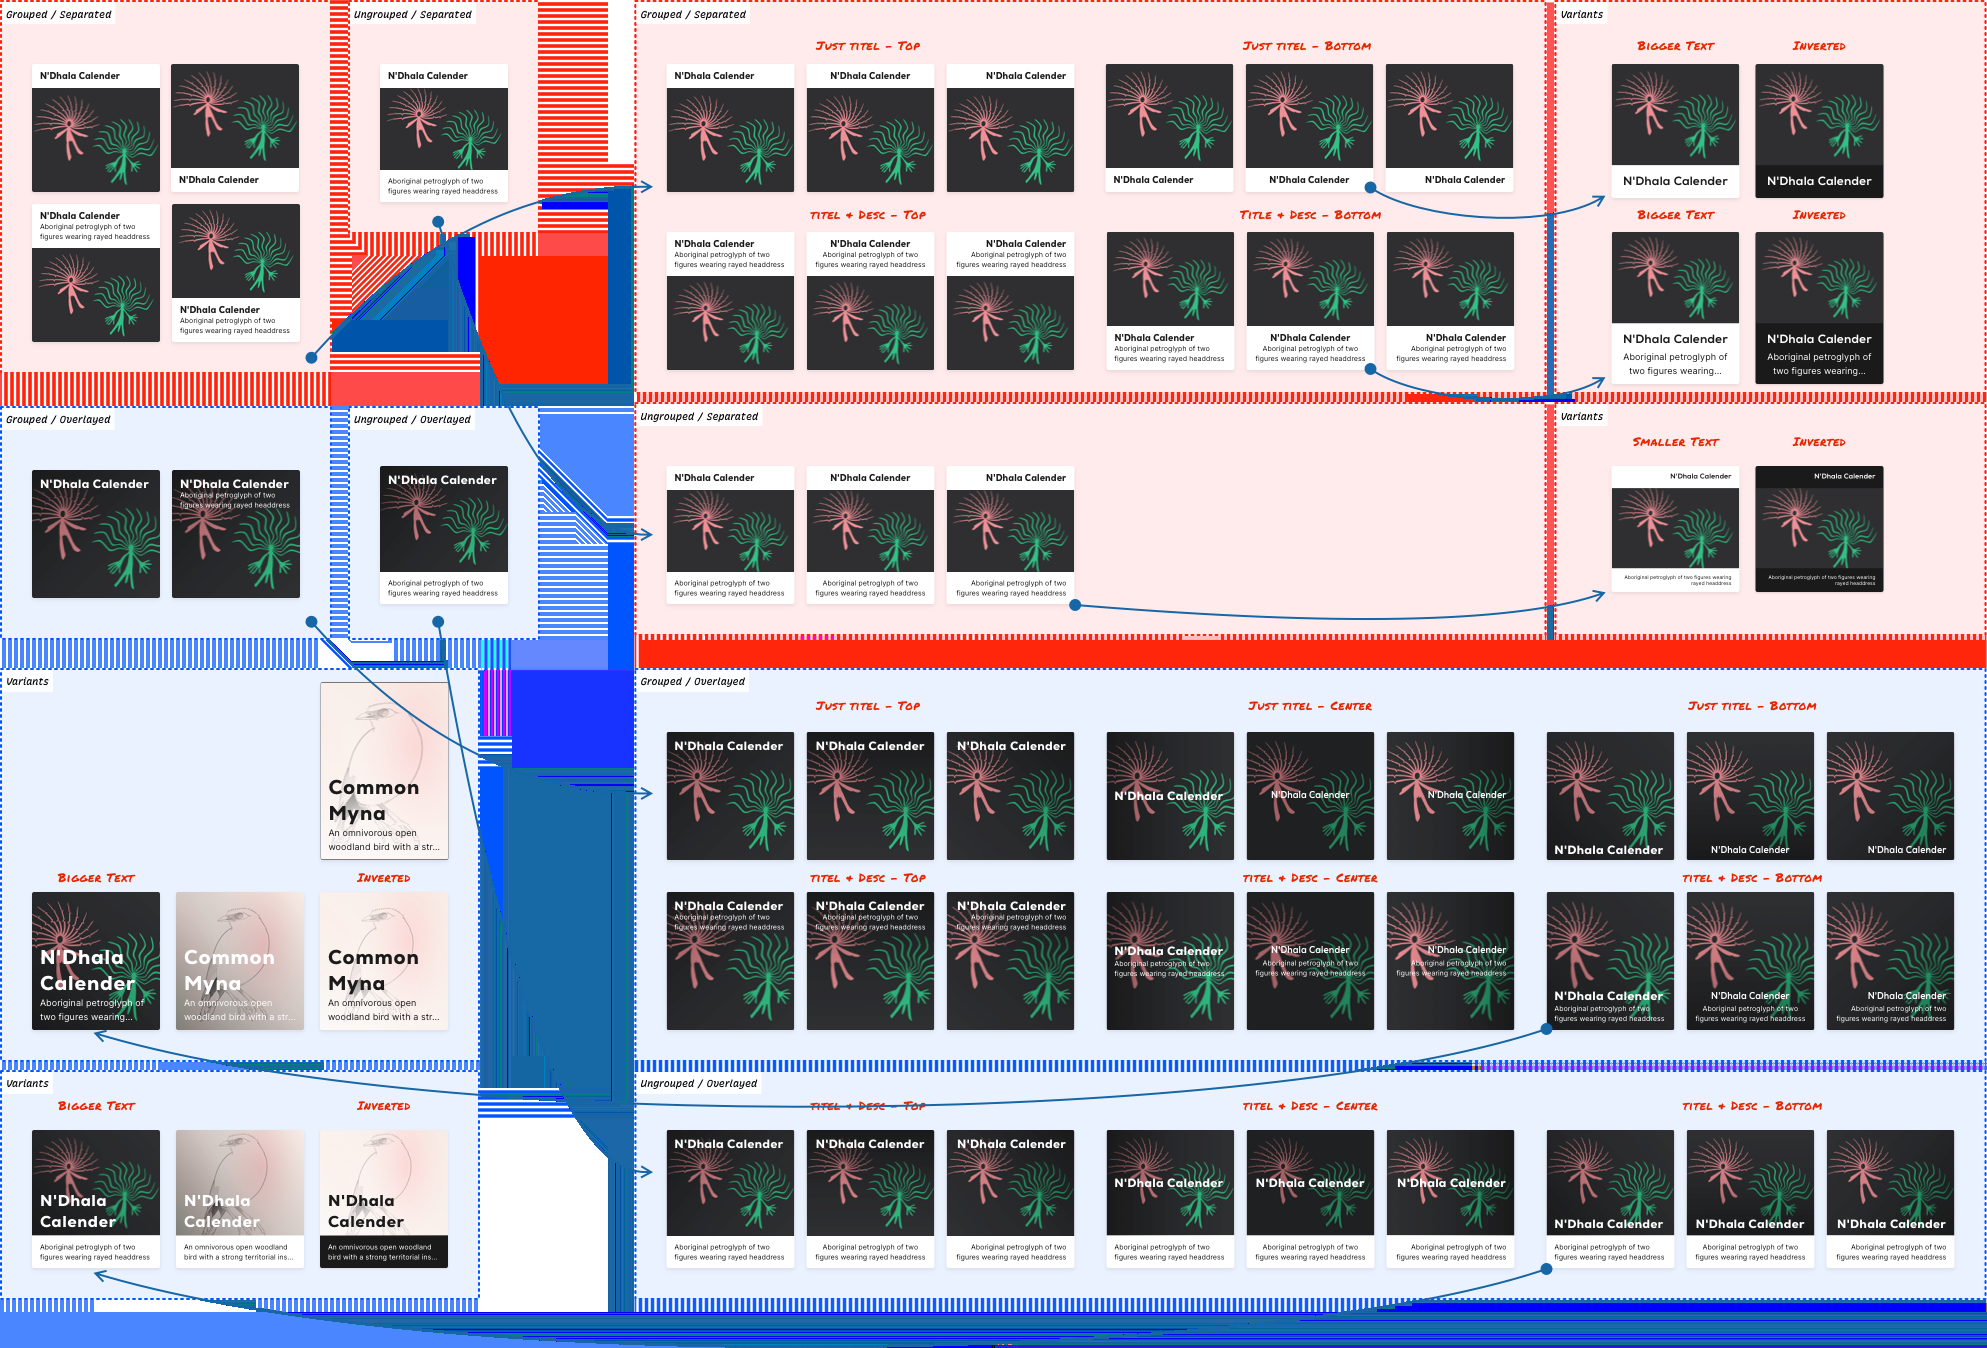 Grouped / Separated
N'Dhala Calender
N'Dhala Calender
N'Dhala Calender
Aboriginal petroglyph of two
figures wearing rayed headdress
N'Dhala Calender
Aboriginal petroglyph of two
figures wearing rayed headdress
Ungrouped / Separated
N'Dhala Calender
Aboriginal petroglyph of two
figures wearing rayed headdress
Grouped / Separated
Just titel - Top
N'Dhala Calender
N'Dhala Calender
N'Dhala Calender
Just titel - Bottom
N'Dhala Calender
N'Dhala Calender
N'Dhala Calender
titel & Desc - Top
N'Dhala Calender
Aboriginal petroglyph of two
figures wearing rayed headdress
N'Dhala Calender
Aboriginal petroglyph of two
figures wearing rayed headdress
N'Dhala Calender
Aboriginal petroglyph of two
figures wearing rayed headdress
Title & Desc - Bottom
N'Dhala Calender
Aboriginal petroglyph of two
figures wearing rayed headdress
N'Dhala Calender
Aboriginal petroglyph of two
figures wearing rayed headdress
N'Dhala Calender
Aboriginal petroglyph of two
figures wearing rayed headdress
Variants
Bigger Text
N'Dhala Calender
Inverted
N'Dhala Calender
Bigger Text
N'Dhala Calender
Aboriginal petroglyph of
two figures wearing...
Inverted
N'Dhala Calender
Aboriginal petroglyph of
two figures wearing...
Grouped / Overlayed
N'Dhala Calender
N'Dhala Calender
Aboriginal petroglyph of two
figures wearing rayed headdress
Ungrouped / Overlayed
N'Dhala Calender
Aboriginal petroglyph of two
figures wearing rayed headdress
Ungrouped / Separated
N'Dhala Calender
Aboriginal petroglyph of two
figures wearing rayed headdress
N'Dhala Calender
Aboriginal petroglyph of two
figures wearing rayed headdress
N'Dhala Calender
Aboriginal petroglyph of two
figures wearing rayed headdress
Variants
Smaller Text
N'Dhala Calender
Aboriginal petroglyph of two figures wearing
rayed headdress
Inverted
N'Dhala Calender
Aboriginal petroglyph of two figures wearing
rayed headdress
Variants
Common
Myna
An omnivorous open
woodland bird with a str...
Bigger Text
N'Dhala
Calender
Aboriginal petroglyph of
two figures wearing...
Common
Myna
An omnivorous open
woodland bird with a str...
Inverted
Common
Myna
An omnivorous open
woodland bird with a str...
Grouped / Overlayed
Just titel - Top
N'Dhala Calender
N'Dhala Calender
N'Dhala Calender
Just titel - Center
N'Dhala Calender
N'Dhala Calender
N'Dhala Calender
Just titel - Bottom
N'Dhala Calender
N'Dhala Calender
N'Dhala Calender
titel & Desc - Top
N'Dhala Calender
Aboriginal petroglyph of two
figures wearing rayed headdress
N'Dhala Calender
Aboriginal petroglyph of two
figures wearing rayed headdress
N'Dhala Calender
Aboriginal petroglyph of two
figures wearing rayed headdress
titel & Desc - Center
N'Dhala Calender
Aboriginal petroglyph of two
figures wearing rayed headdress
N'Dhala Calender
Aboriginal petroglyph of two
figures wearing rayed headdress
N'Dhala Calender
Aboriginal petroglyph of two
figures wearing rayed headdress
titel & Desc - Bottom
N'Dhala Calender
Aboriginal petroglyph of two
figures wearing rayed headdress
N'Dhala Calender
Aboriginal petroglyph of two
figures wearing rayed headdress
N'Dhala Calender
Aboriginal petroglyph of two
figures wearing rayed headdress
Variants
Bigger Text
N'Dhala
Calender
Aboriginal petroglyph of two
figures wearing rayed headdress
N'Dhala
Calender
An omnivorous open woodland
bird with a strong territorial ins...
Inverted
N'Dhala
Calender
An omnivorous open woodland
bird with a strong territorial ins...
Ungrouped / Overlayed
titel & Desc - Top
N'Dhala Calender
Aboriginal petroglyph of two
figures wearing rayed headdress
N'Dhala Calender
Aboriginal petroglyph of two
figures wearing rayed headdress
N'Dhala Calender
Aboriginal petroglyph of two
figures wearing rayed headdress
titel & Desc - Center
N'Dhala Calender
Aboriginal petroglyph of two
figures wearing rayed headdress
N'Dhala Calender
Aboriginal petroglyph of two
figures wearing rayed headdress
N'Dhala Calender
Aboriginal petroglyph of two
figures wearing rayed headdress
titel & Desc - Bottom
N'Dhala Calender
Aboriginal petroglyph of two
figures wearing rayed headdress
N'Dhala Calender
Aboriginal petroglyph of two
figures wearing rayed headdress
N'Dhala Calender
Aboriginal petroglyph of two
figures wearing rayed headdress